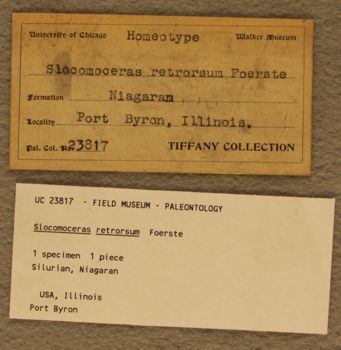 University of Chicago Homeotype Walker Museum
Slocomoceras retrorsum Foerste
Formation Niagaran
Locality Port Byron, Illinois.
Pal. Col. No. 23817 TIFFANY COLLECTION
UC 23817 - FIELD MUSEUM - PALEONTOLOGY
Slocomoceras retrorsum Foerste
1 specimen 1 piece
Silurian, Niagaran
USA, Illinois
Port Byron